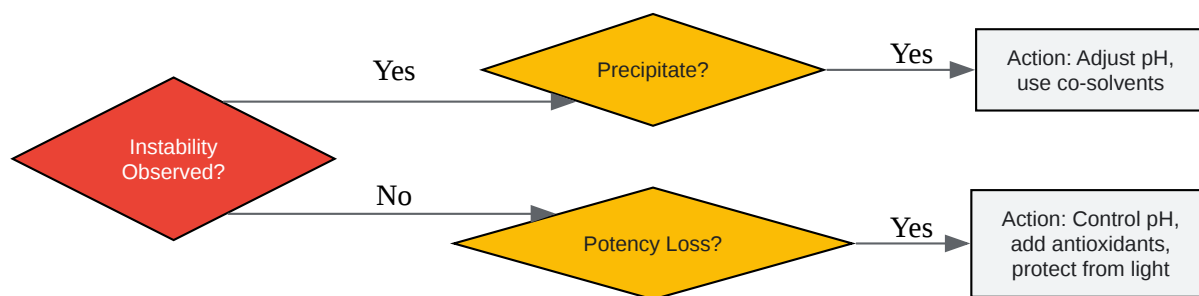 Yes
Precipitate?
Yes
Action: Adjust pH,
use co-solvents
Instability
Observed?
No
Potency Loss?
Yes
Action: Control pH,
add antioxidants,
protect from light